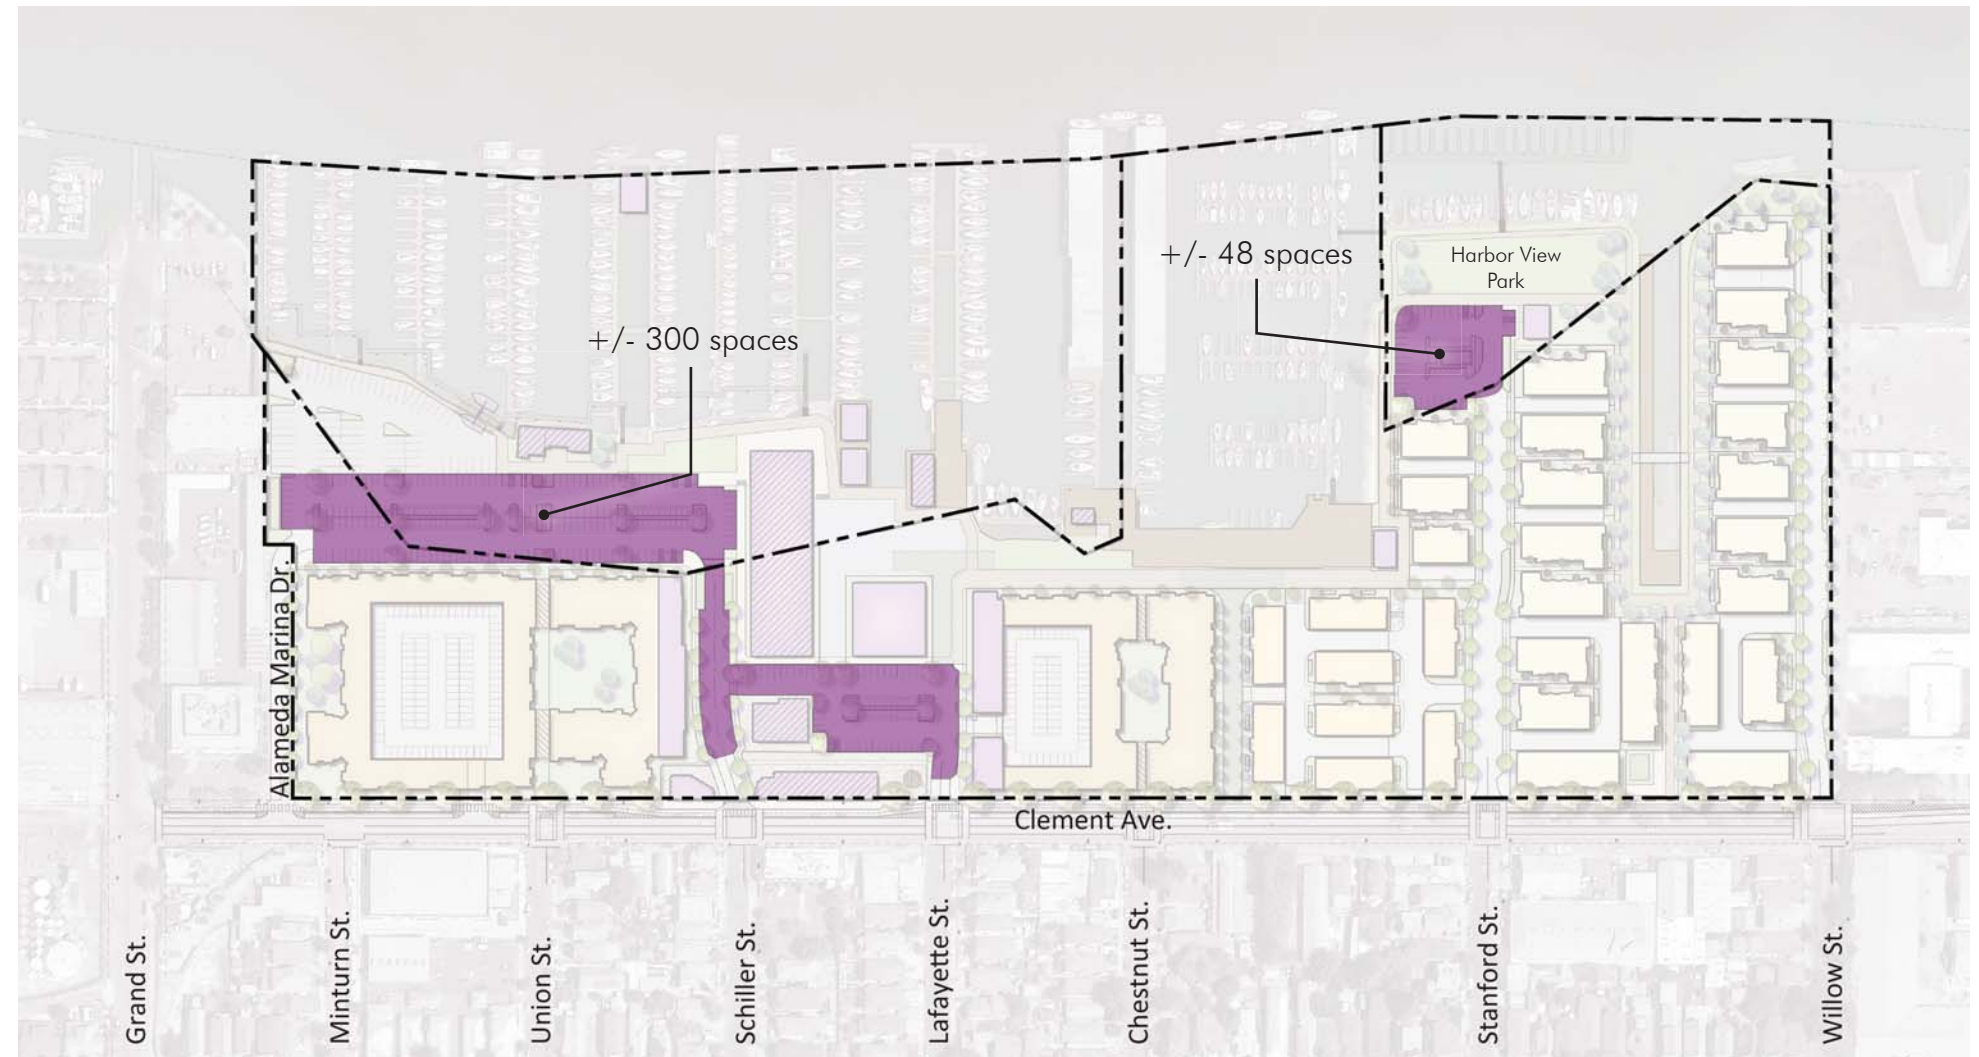 +/- 48 spaces
Harbor View
Park
+/- 300 spaces
Alameda Marina Dr.
Clement Ave.
Grand St.
Minturn St.
Union St.
Schiller St.
Lafayette St.
Chestnut St.
Stanford St.
Willow St.